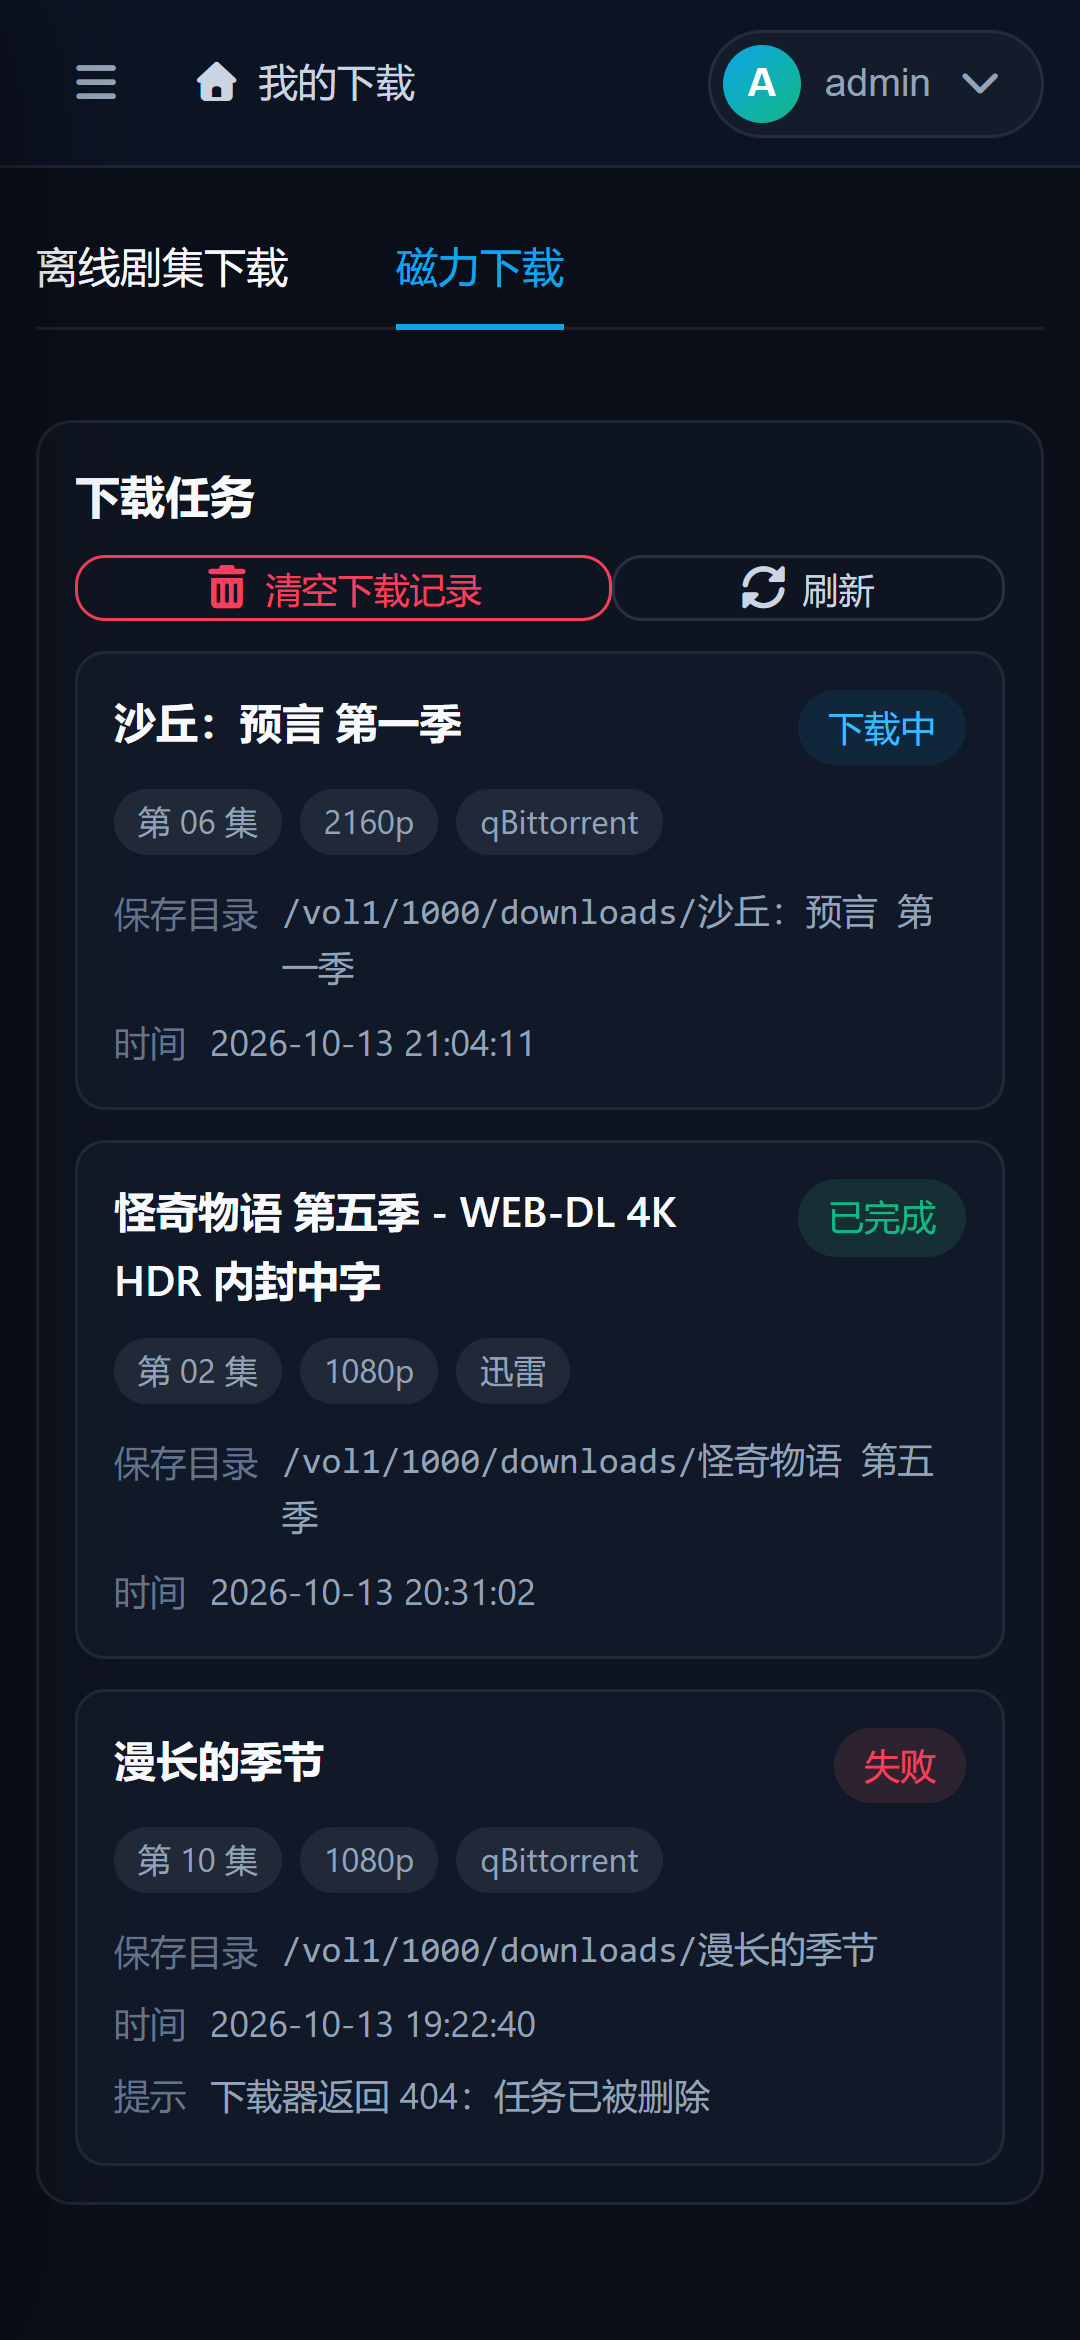 我的下载
A admin
离线剧集下载 磁力下载
下载任务
清空下载记录 刷新
沙丘：预言 第一季 下载中
第 06 集 2160p qBittorrent
保存目录 /vol1/1000/downloads/沙丘：预言 第
一季
时间 2026-10-13 21:04:11
怪奇物语 第五季 - WEB-DL 4K 已完成
HDR 内封中字
第 02 集 1080p 迅雷
保存目录 /vol1/1000/downloads/怪奇物语 第五
季
时间 2026-10-13 20:31:02
漫长的季节 失败
第 10 集 1080p qBittorrent
保存目录 /vol1/1000/downloads/漫长的季节
时间 2026-10-13 19:22:40
提示 下载器返回 404：任务已被删除